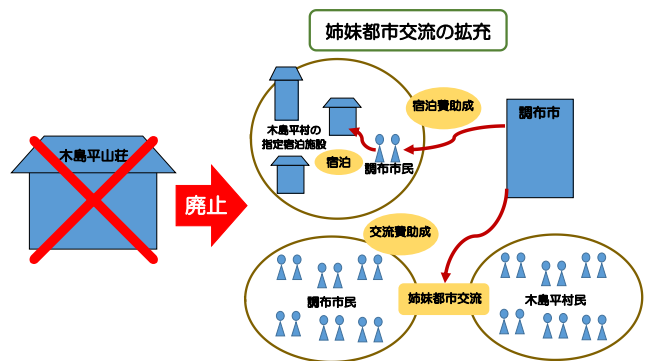 姉妹都市交流の拡充
木島平山荘
廃止
木島平村の
指定宿泊施設
宿泊
調布市民
宿泊費助成
調布市
交流費助成
調布市民
姉妹都市交流
木島平村民